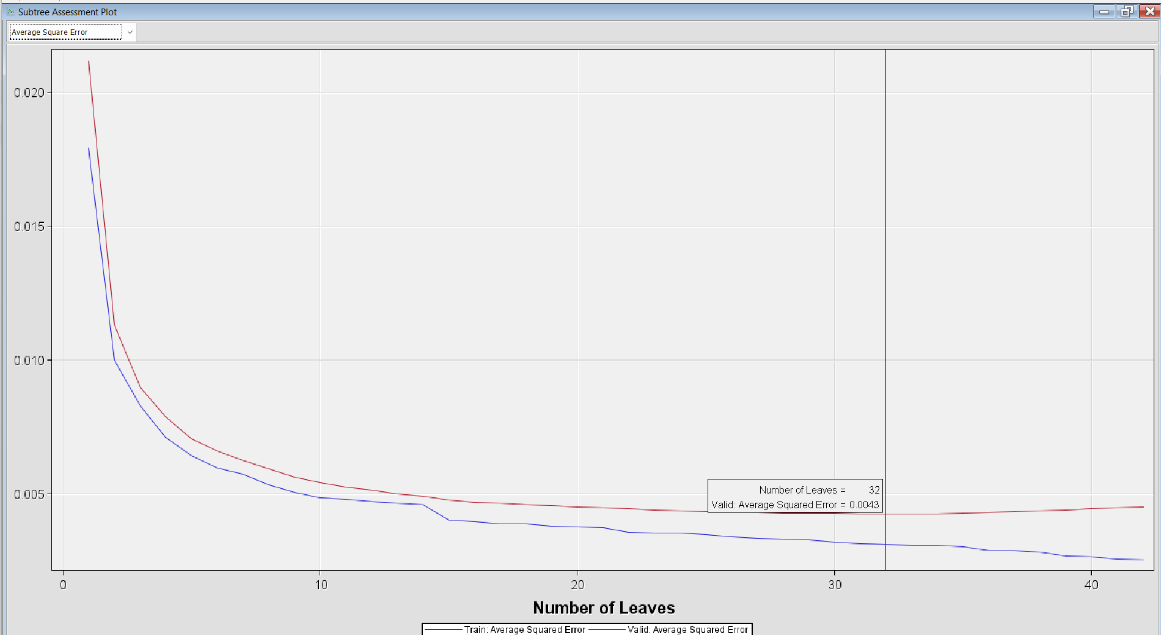 Subtree Assessment Plot
Average Square Error
0.020
0.015
0.010
0.005
Number of Leaves = 32
Valid: Average Squared Error = 0.0043
0 10 20 30 40
Number of Leaves
Train: Average Squared Error Valid: Average Squared Error